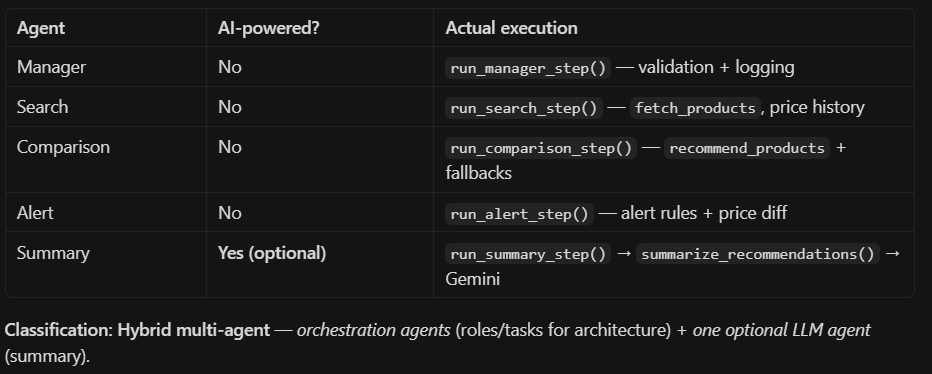 Agent AI-powered? Actual execution
Manager No run_manager_step() — validation + logging
Search No run_search_step() — fetch_products, price history
Comparison No run_comparison_step() — recommend_products +
fallbacks
Alert No run_alert_step() — alert rules + price diff
Summary Yes (optional) run_summary_step() → summarize_recommendations() →
Gemini
Classification: Hybrid multi-agent — orchestration agents (roles/tasks for architecture) + one optional LLM agent
(summary).